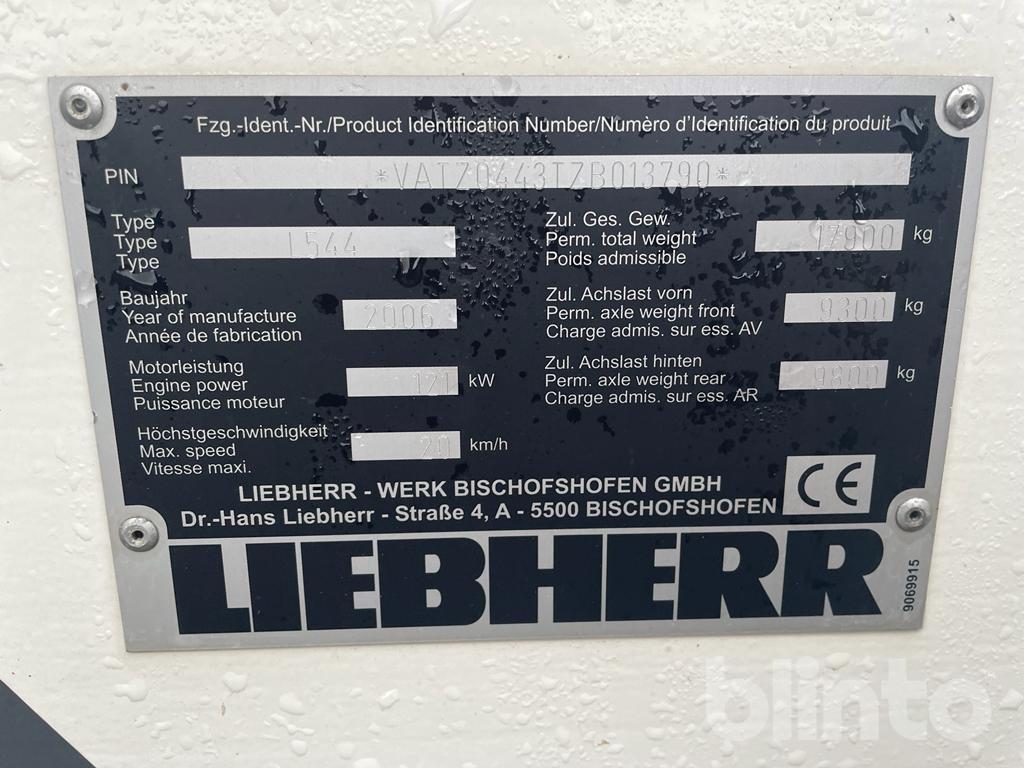 Fzg.-Ident.-Nr./Product Identification Number/Numèro d'Identification du produit
PIN *VATZ0443TZB013790*
Type
Type L544
Type
Zul. Ges. Gew.
Perm. total weight 17900 kg
Poids admissible
Baujahr
Year of manufacture 2006
Année de fabrication
Zul. Achslast vorn
Perm. axle weight front 9300 kg
Charge admis. sur ess. AV
Motorleistung
Engine power 121 kW
Puissance moteur
Zul. Achslast hinten
Perm. axle weight rear 9800 kg
Charge admis. sur ess. AR
Höchstgeschwindigkeit
Max. speed 20 km/h
Vitesse maxi.
LIEBHERR - WERK BISCHOFSHOFEN GMBH
Dr.-Hans Liebherr - Straße 4, A - 5500 BISCHOFSHOFEN
CE
LIEBHERR
9069915
blinto